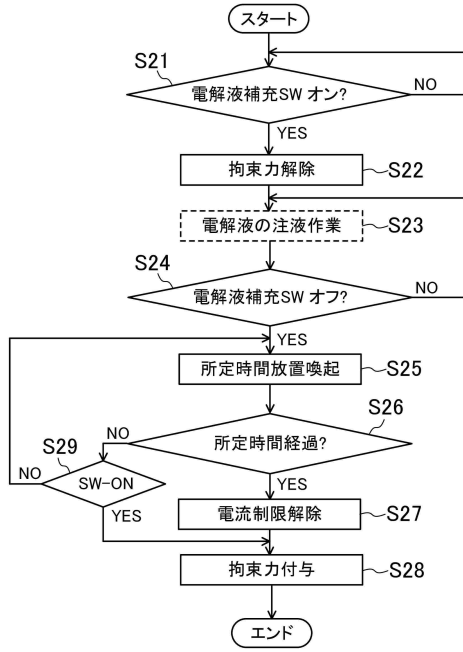 スタート
S21
電解液補充SW オン?
NO
YES
拘束力解除
S22
電解液の注液作業
S23
S24
電解液補充SW オフ?
NO
YES
所定時間放置喚起
S25
S26
所定時間経過?
NO
S29
SW-ON
NO
YES
YES
電流制限解除
S27
拘束力付与
S28
エンド